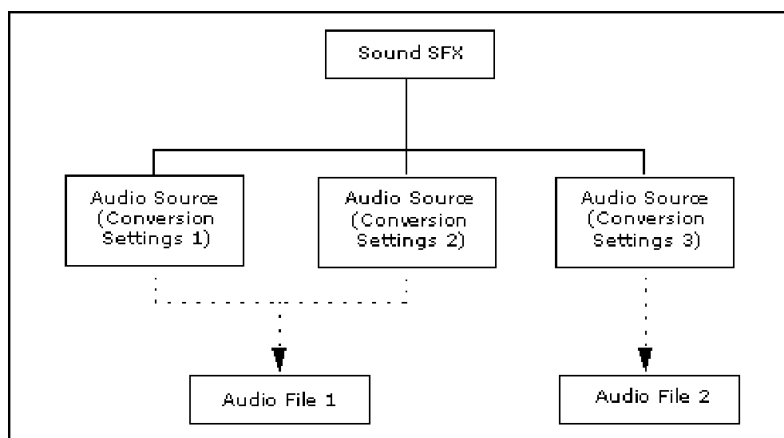 Sound SFX
Audio Source
(Conversion
Settings 1)
Audio Source
(Conversion
Settings 2)
Audio Source
(Conversion
Settings 3)
Audio File 1
Audio File 2